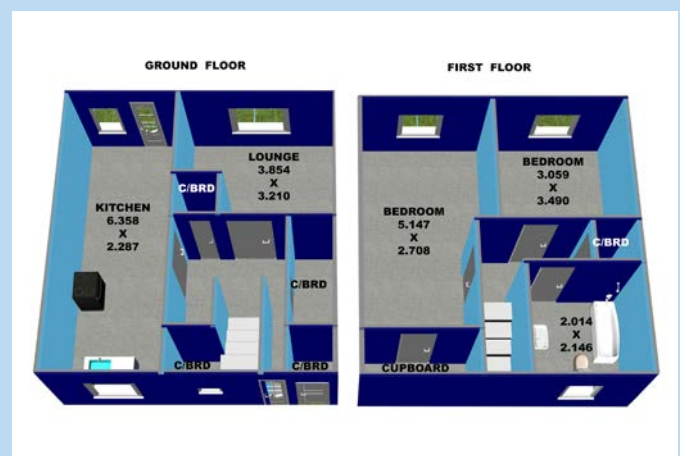 GROUND FLOOR
LOUNGE
3.854
X
3.210
C/BRD
KITCHEN
6.358
X
2.287
C/BRD
C/BRD
C/BRD
FIRST FLOOR
BEDROOM
3.059
X
3.490
BEDROOM
5.147
X
2.708
C/BRD
2.014
X
2.146
CUPBOARD